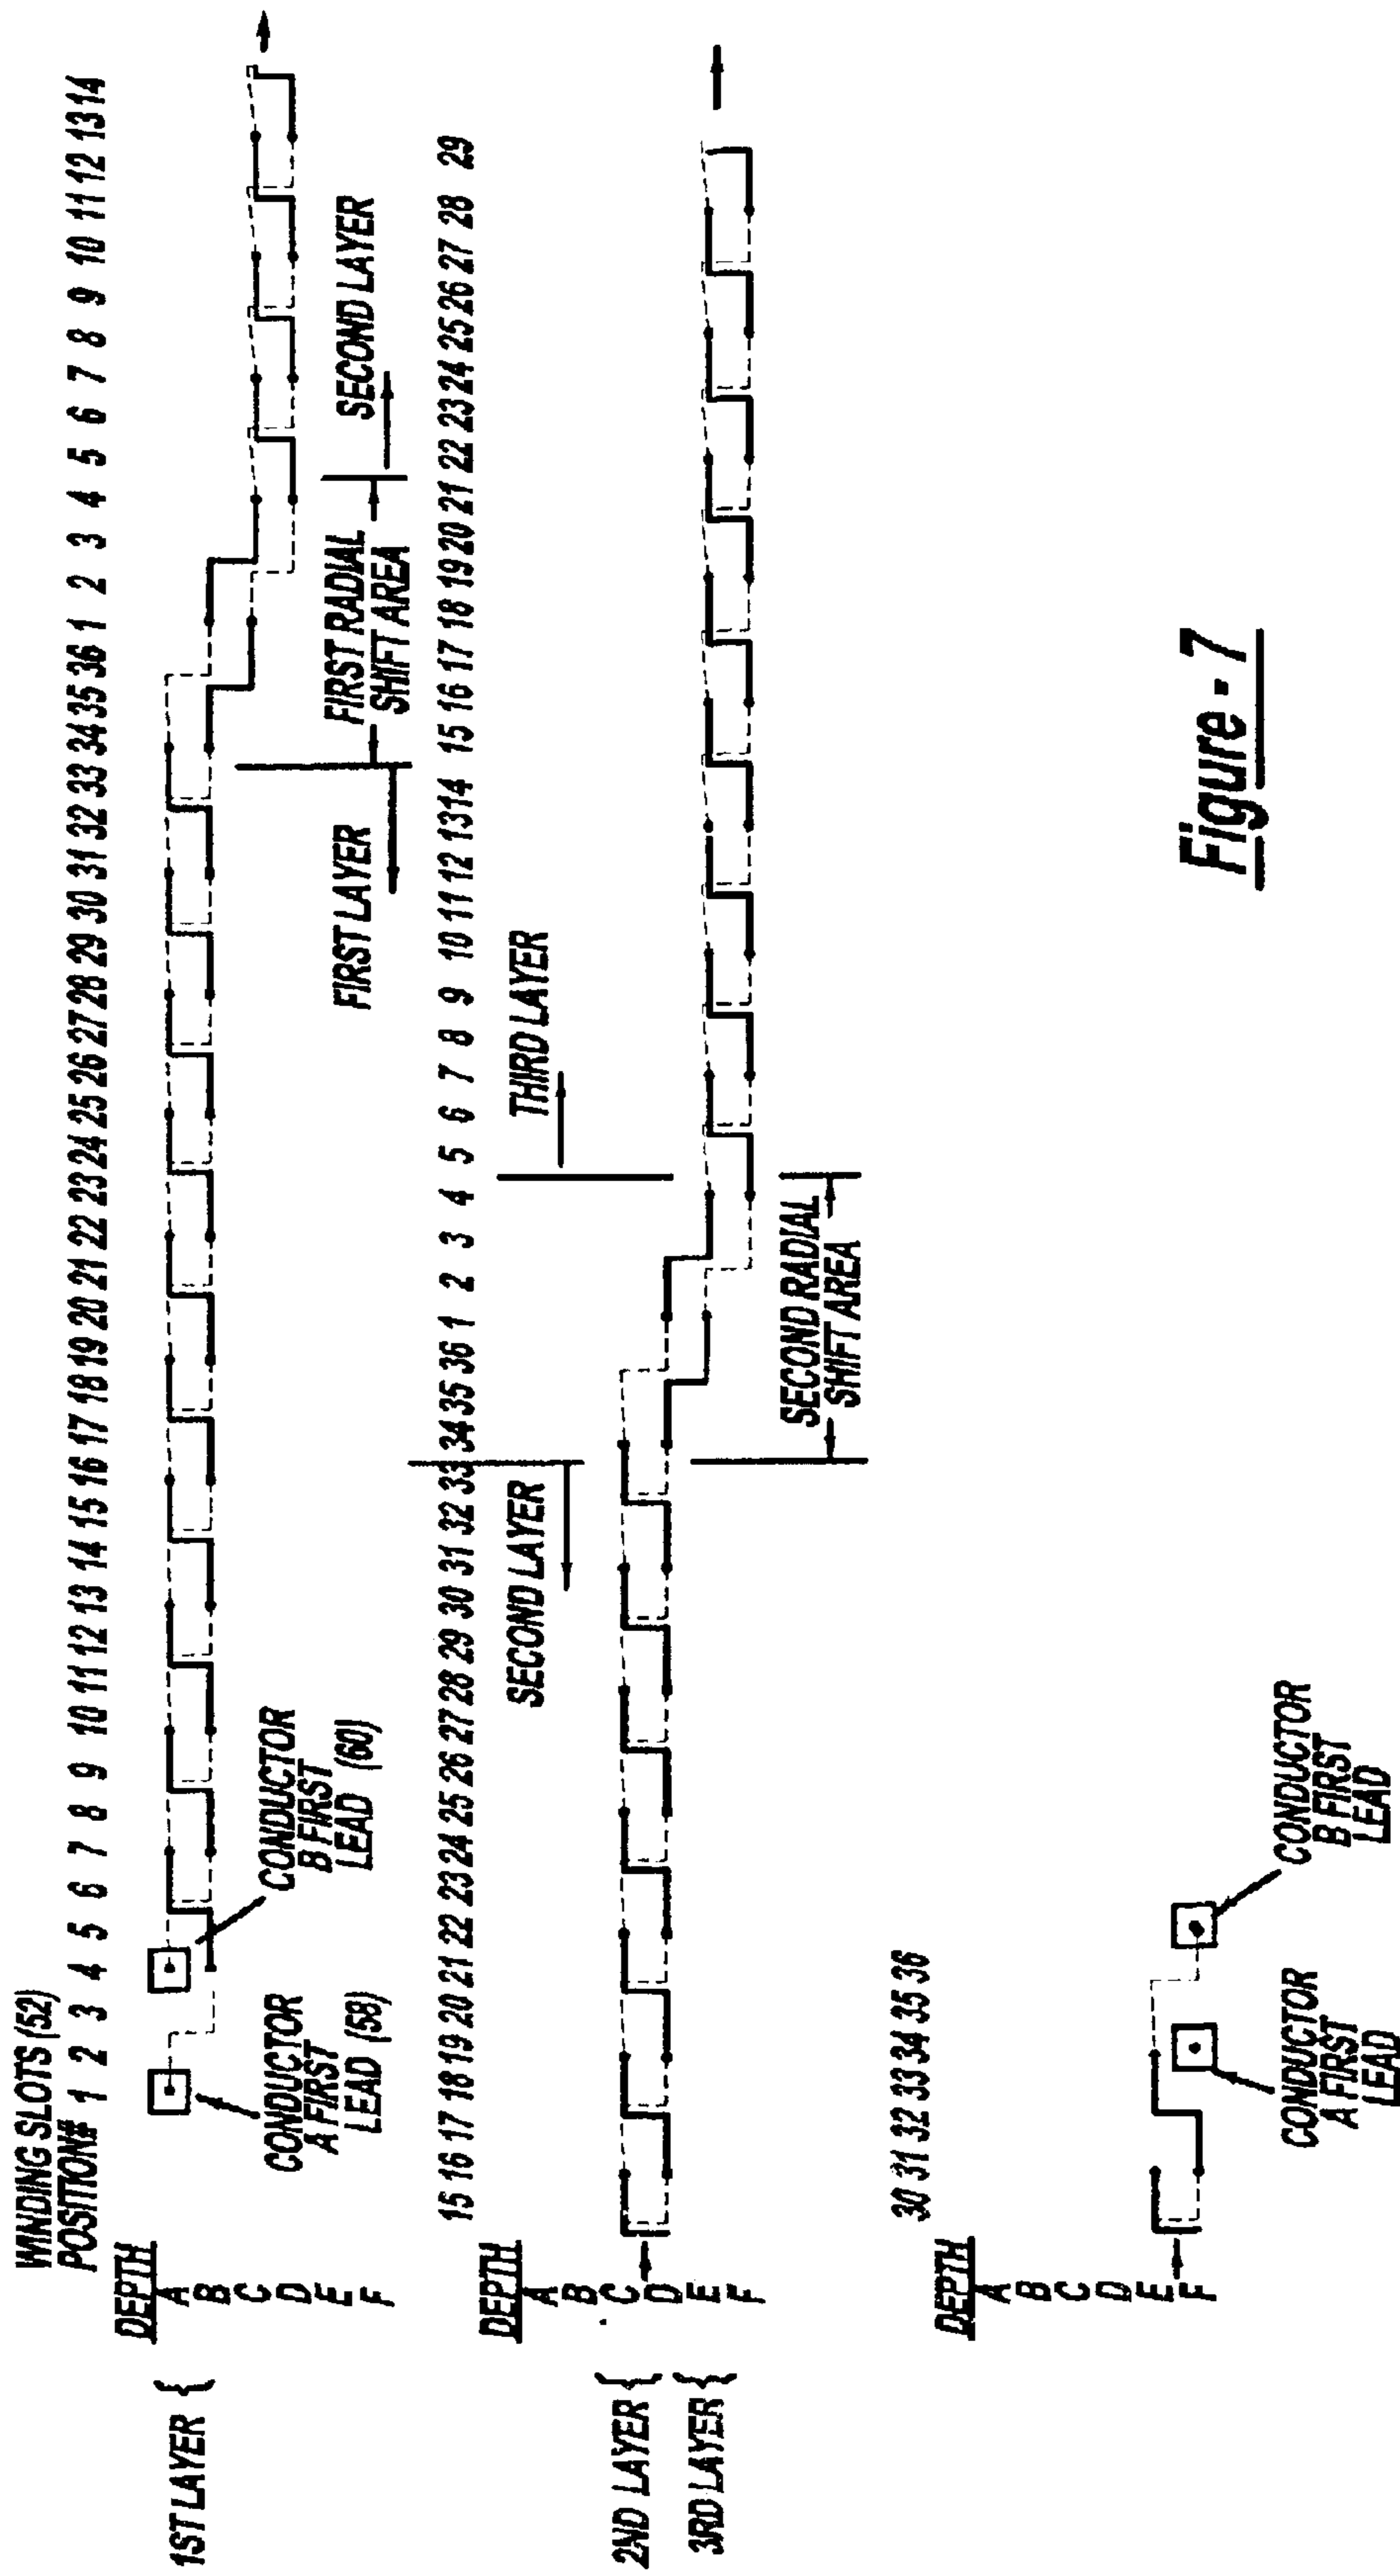 WINDING SLOTS (52)
POSITION# 1 2 3 4 5 6 7 8 9 10 11 12 13 14 15 16 17 18 19 20 21 22 23 24 25 26 27 28 29 30 31 32 33 34 35 36 1 2 3 4 5 6 7 8 9 10 11 12 13 14
DEPTH
A
B
C
D
E
F
1ST LAYER {
CONDUCTOR
A FIRST
LEAD (58)
CONDUCTOR
B FIRST
LEAD (60)
FIRST LAYER
FIRST RADIAL
SHIFT AREA
SECOND LAYER
15 16 17 18 19 20 21 22 23 24 25 26 27 28 29 30 31 32 33 34 35 36 1 2 3 4 5 6 7 8 9 10 11 12 13 14 15 16 17 18 19 20 21 22 23 24 25 26 27 28 29
DEPTH
A
B
C
D
E
F
2ND LAYER {
3RD LAYER {
SECOND LAYER
THIRD LAYER
SECOND RADIAL
SHIFT AREA
30 31 32 33 34 35 36
DEPTH
A
B
C
D
E
F
CONDUCTOR
A FIRST
LEAD
CONDUCTOR
B FIRST
LEAD
Figure - 7